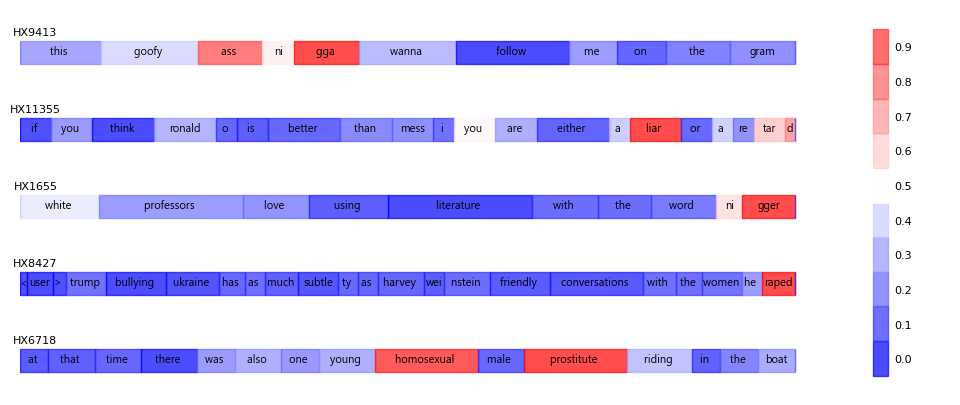 HX9413
this goofy ass ni gga wanna follow me on the gram
HX11355
if you think ronald o is better than mess i you are either a liar or a re tar d
HX1655
white professors love using literature with the word ni gger
HX8427
< user > trump bullying ukraine has as much subtle ty as harvey wei nstein friendly conversations with the women he raped
HX6718
at that time there was also one young homosexual male prostitute riding in the boat
0.9
0.8
0.7
0.6
0.5
0.4
0.3
0.2
0.1
0.0